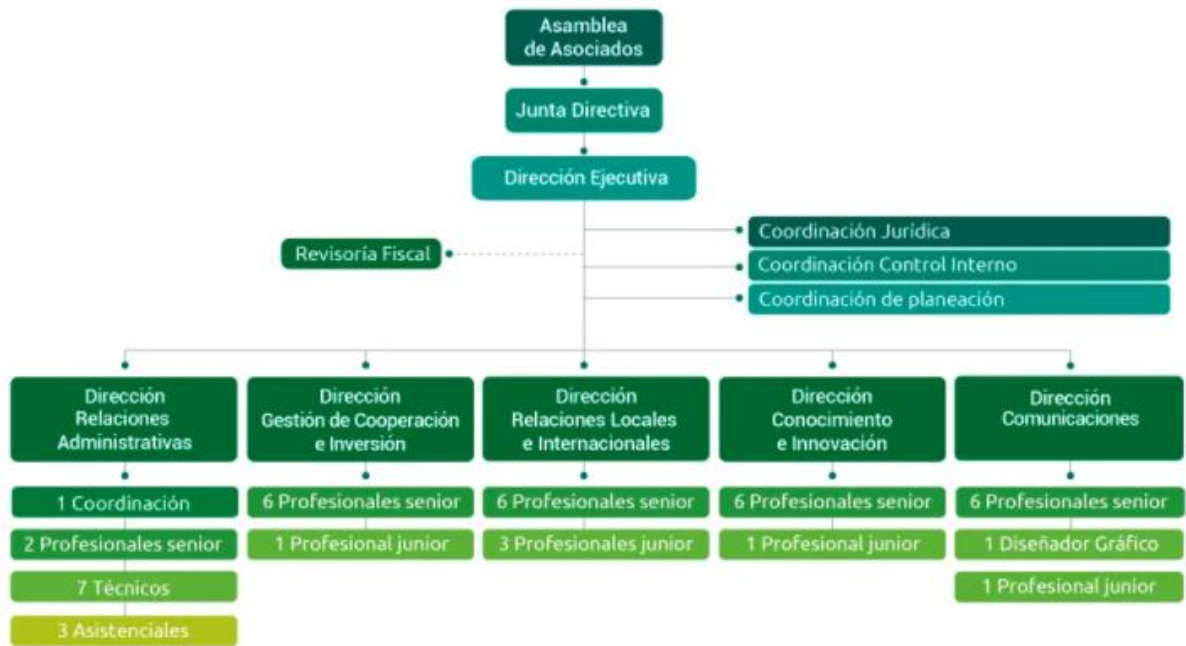 Asamblea
de Asociados
Junta Directiva
Dirección Ejecutiva
Revisoría Fiscal
Coordinación Jurídica
Coordinación Control Interno
Coordinación de planeación
Dirección
Relaciones
Administrativas
1 Coordinación
2 Profesionales senior
7 Técnicos
3 Asistenciales
Dirección
Gestión de Cooperación
e Inversión
6 Profesionales senior
1 Profesional junior
Dirección
Relaciones Locales
e Internacionales
6 Profesionales senior
3 Profesionales junior
Dirección
Conocimiento
e Innovación
6 Profesionales senior
1 Profesional junior
Dirección
Comunicaciones
6 Profesionales senior
1 Diseñador Gráfico
1 Profesional junior